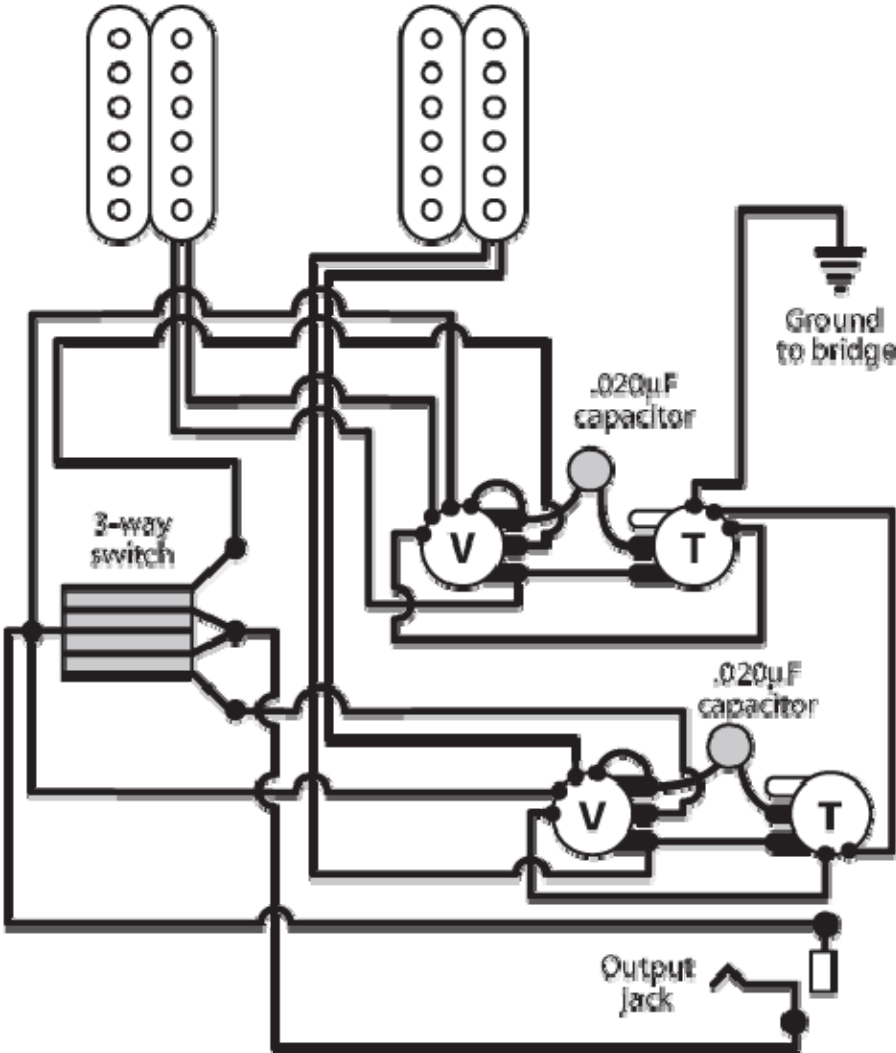 Ground
to bridge
.020µF
capacitor
3-way
switch
V
T
.020µF
capacitor
V
T
Output
jack